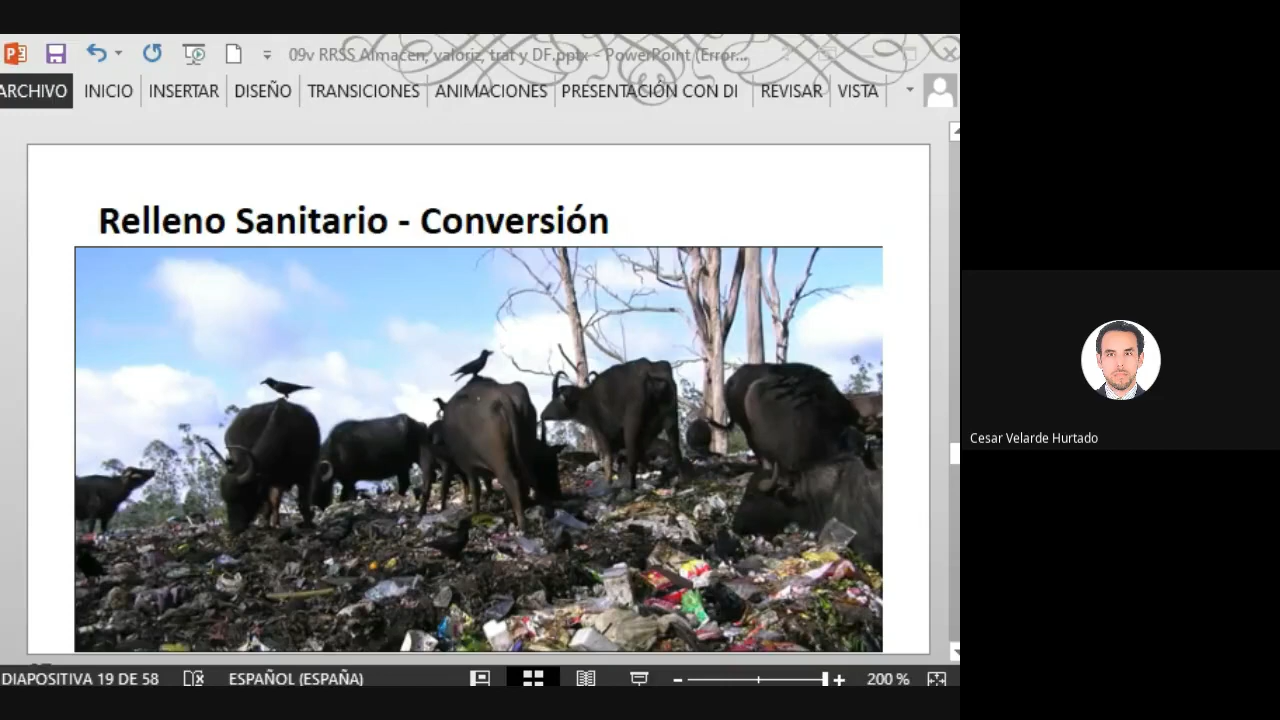 09v RRSS Almacen, valoriz, trat y DF.pptx - PowerPoint (Error...
ARCHIVO INICIO INSERTAR DISEÑO TRANSICIONES ANIMACIONES PRESENTACIÓN CON DI REVISAR VISTA
Relleno Sanitario - Conversión
Cesar Velarde Hurtado
DIAPOSITIVA 19 DE 58 ESPAÑOL (ESPAÑA) 200 %